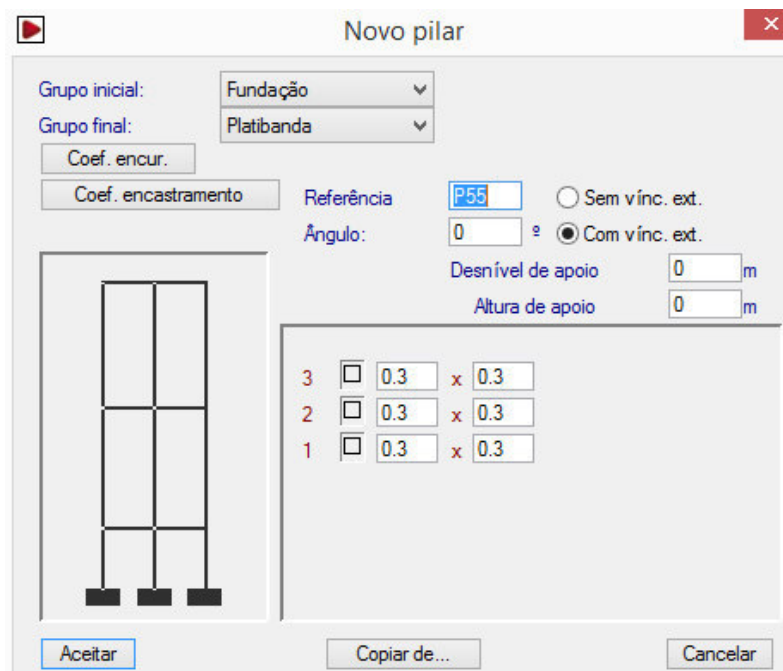 Novo pilar
Grupo inicial: Fundação
Grupo final: Platibanda
Coef. encur.
Coef. encastramento
Referência P55 Sem vínc. ext.
Ângulo: 0 º Com vínc. ext.
Desnível de apoio 0 m
Altura de apoio 0 m
3 0.3 x 0.3
2 0.3 x 0.3
1 0.3 x 0.3
Aceitar Copiar de... Cancelar